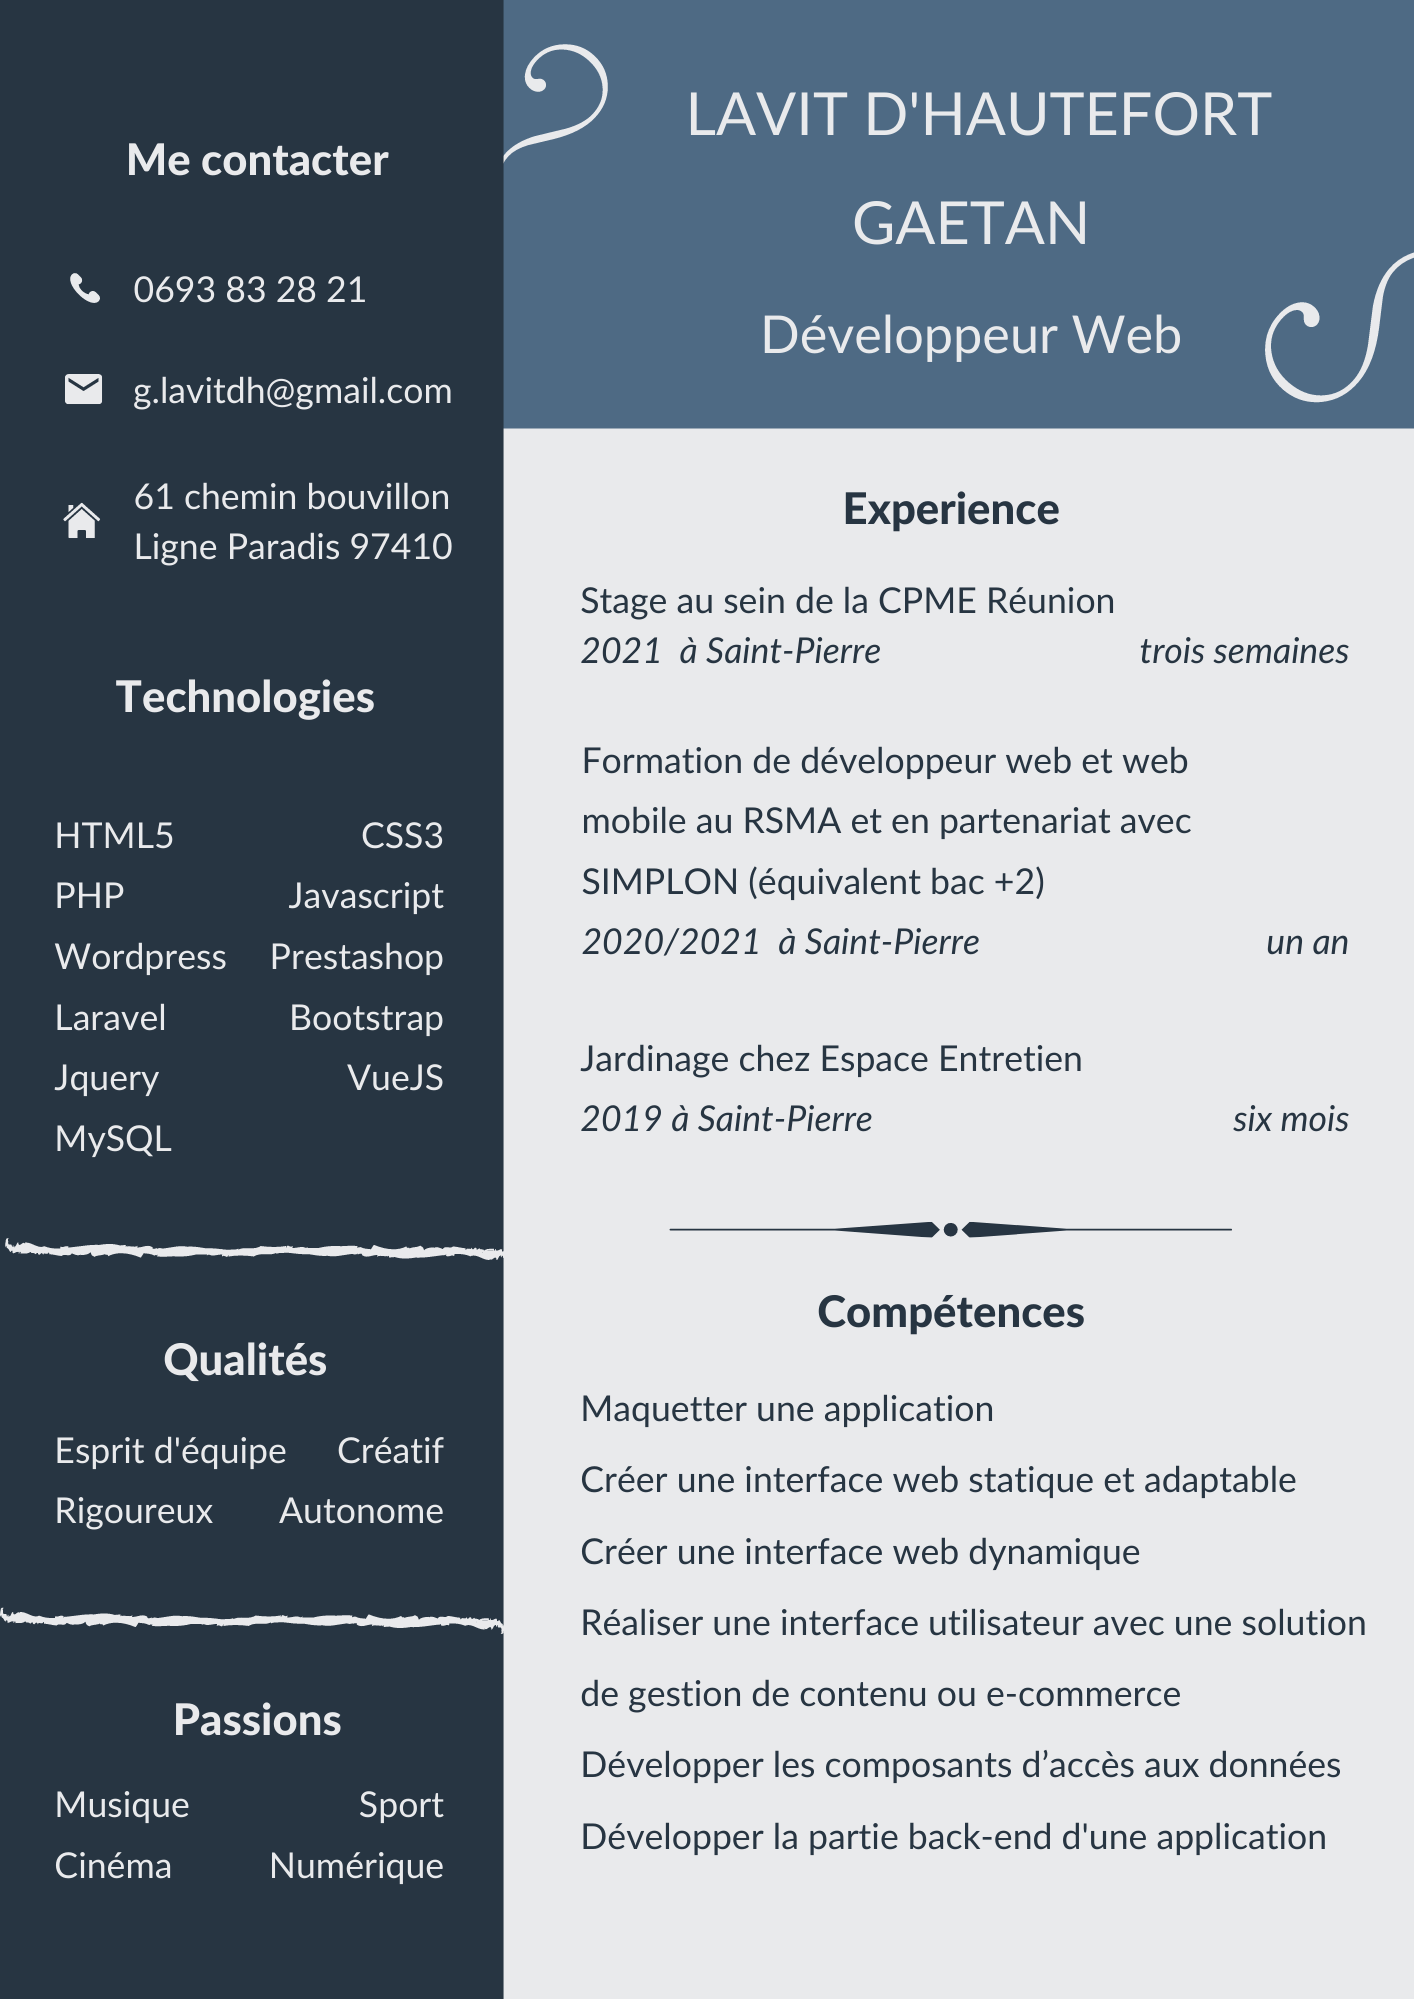 Me contacter
0693 83 28 21
g.lavitdh@gmail.com
61 chemin bouvillon
Ligne Paradis 97410
Technologies
HTML5 CSS3
PHP Javascript
Wordpress Prestashop
Laravel Bootstrap
Jquery VueJS
MySQL
Qualités
Esprit d'équipe Créatif
Rigoureux Autonome
Passions
Musique Sport
Cinéma Numérique
LAVIT D'HAUTEFORT
GAETAN
Développeur Web
Experience
Stage au sein de la CPME Réunion
2021 à Saint-Pierre trois semaines
Formation de développeur web et web
mobile au RSMA et en partenariat avec
SIMPLON (équivalent bac +2)
2020/2021 à Saint-Pierre un an
Jardinage chez Espace Entretien
2019 à Saint-Pierre six mois
Compétences
Maquetter une application
Créer une interface web statique et adaptable
Créer une interface web dynamique
Réaliser une interface utilisateur avec une solution
de gestion de contenu ou e-commerce
Développer les composants d’accès aux données
Développer la partie back-end d'une application